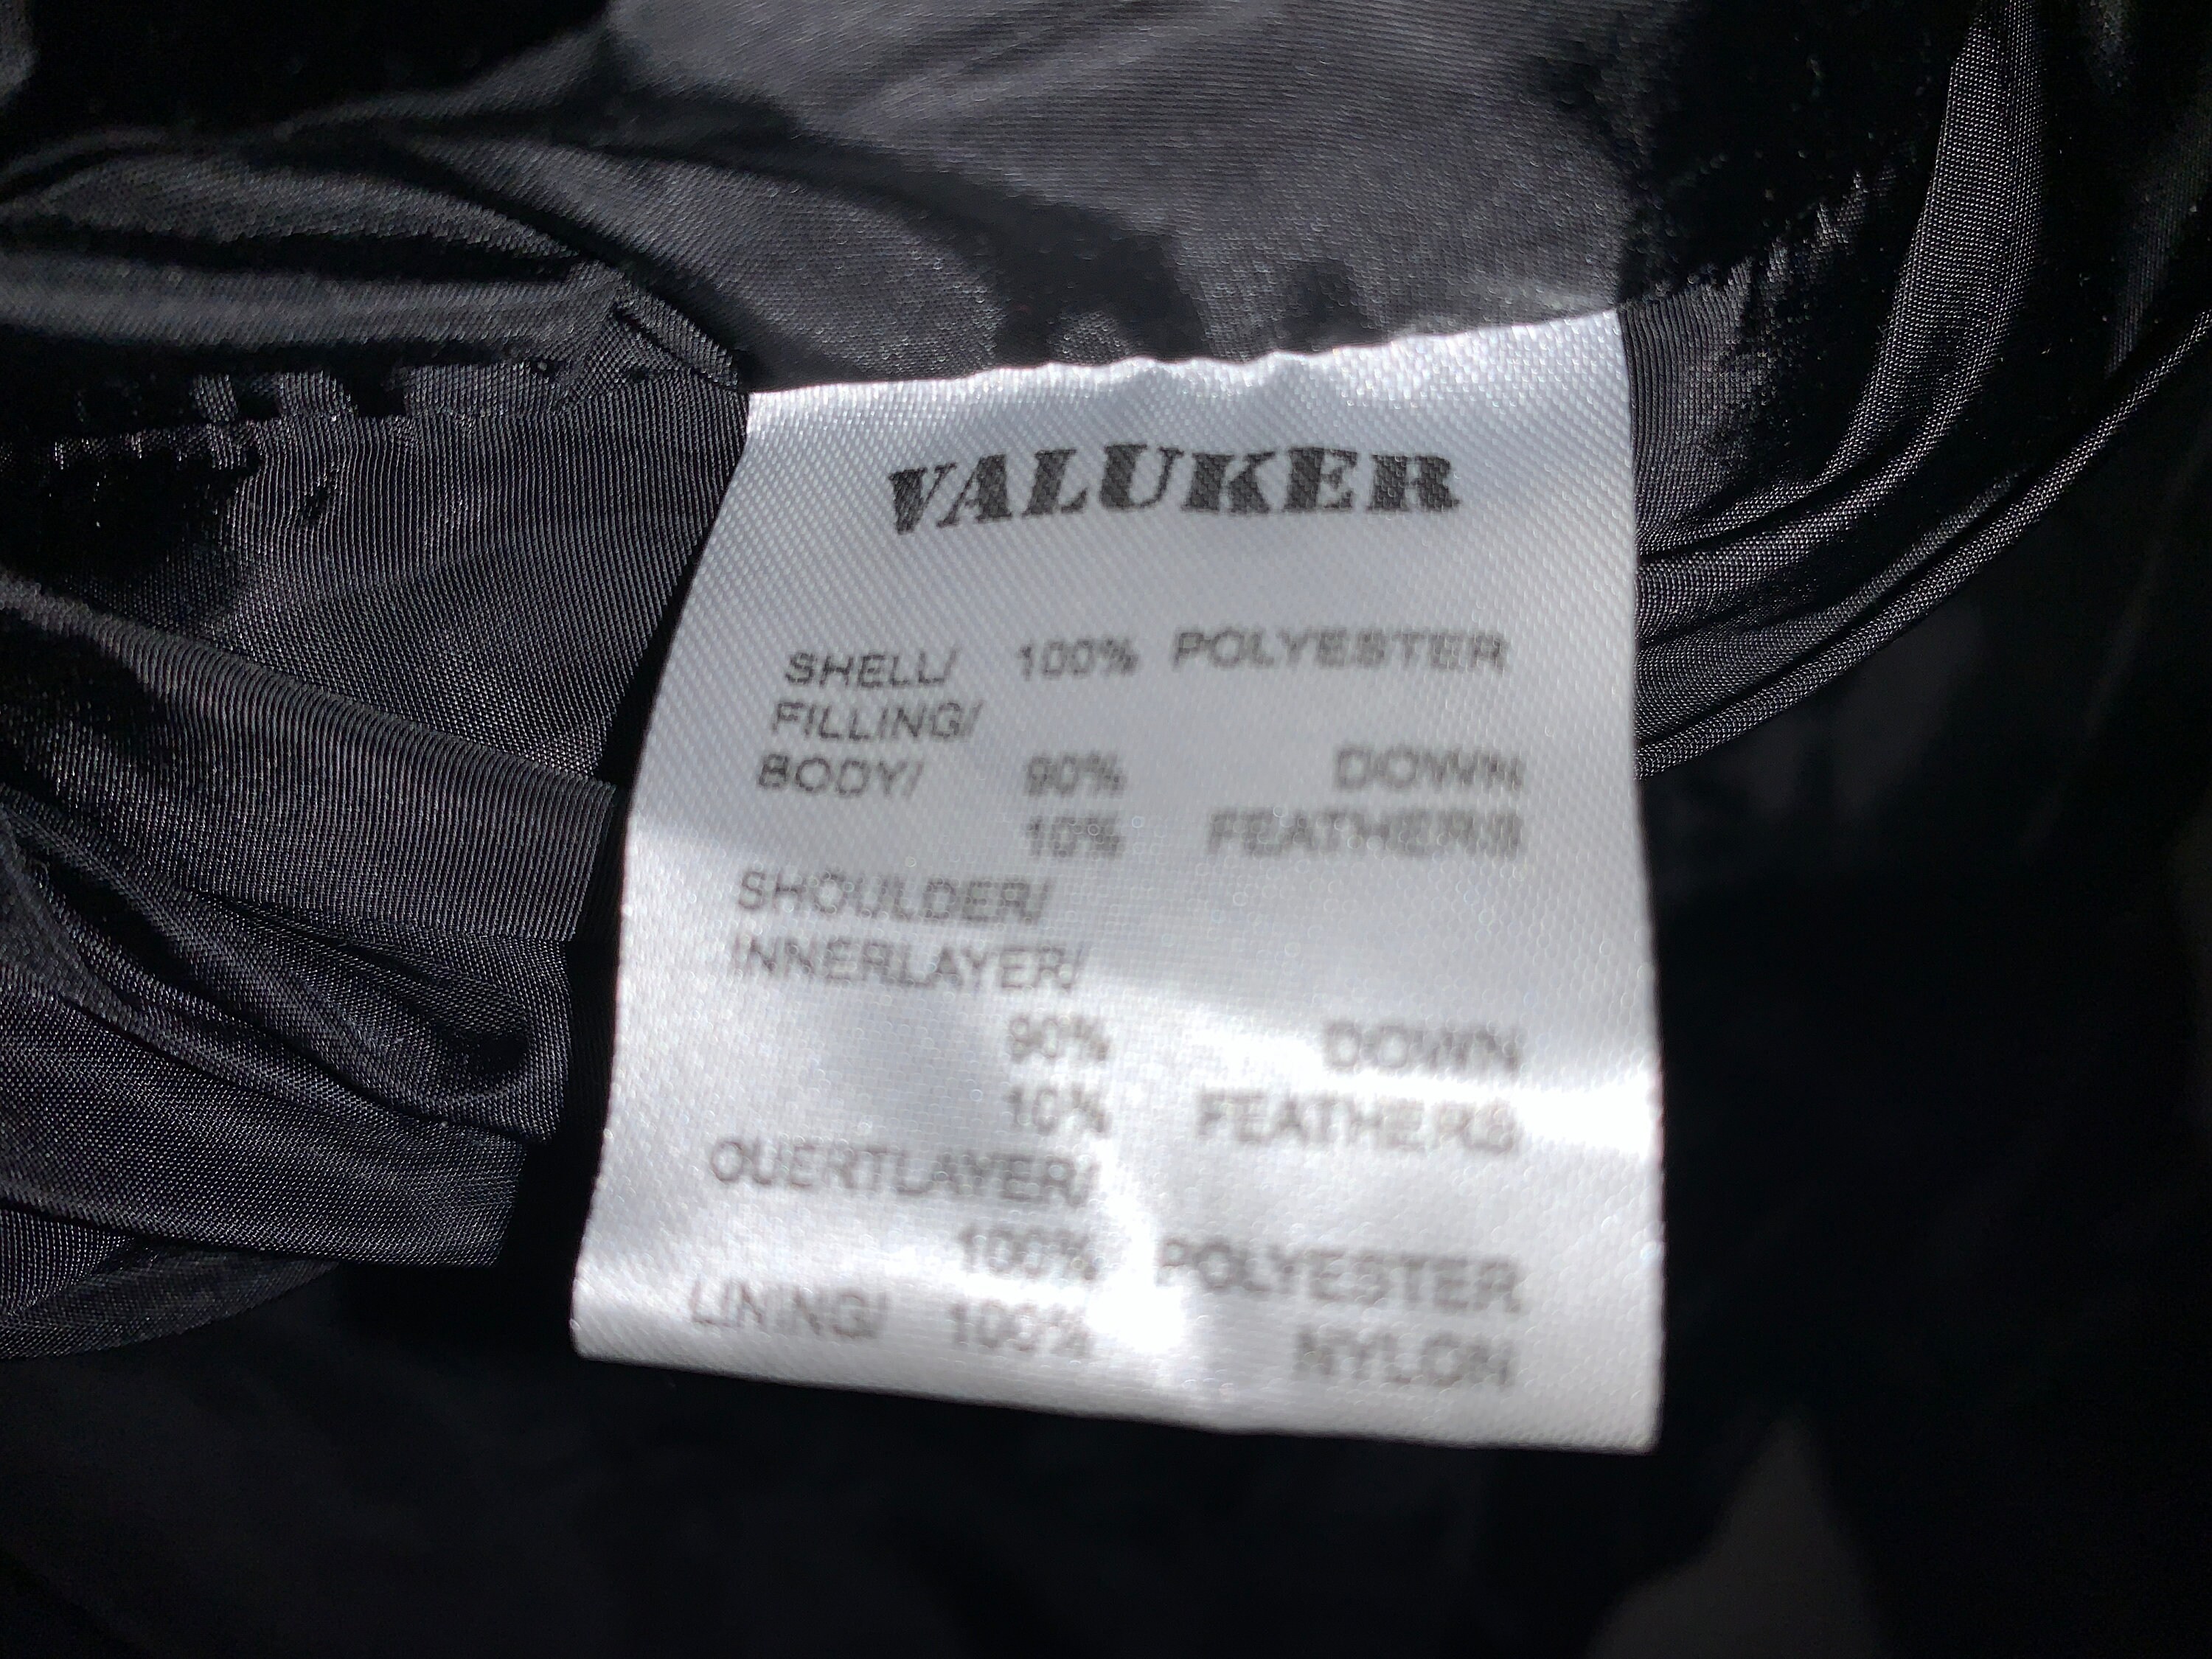 VALUKER
SHELL/ 100% POLYESTER
FILLING/
BODY/ 90% DOWN
10% FEATHERS
SHOULDER/
INNERLAYER/
90% DOWN
10% FEATHERS
OUERTLAYER/
100% POLYESTER
LINING/ 100% NYLON